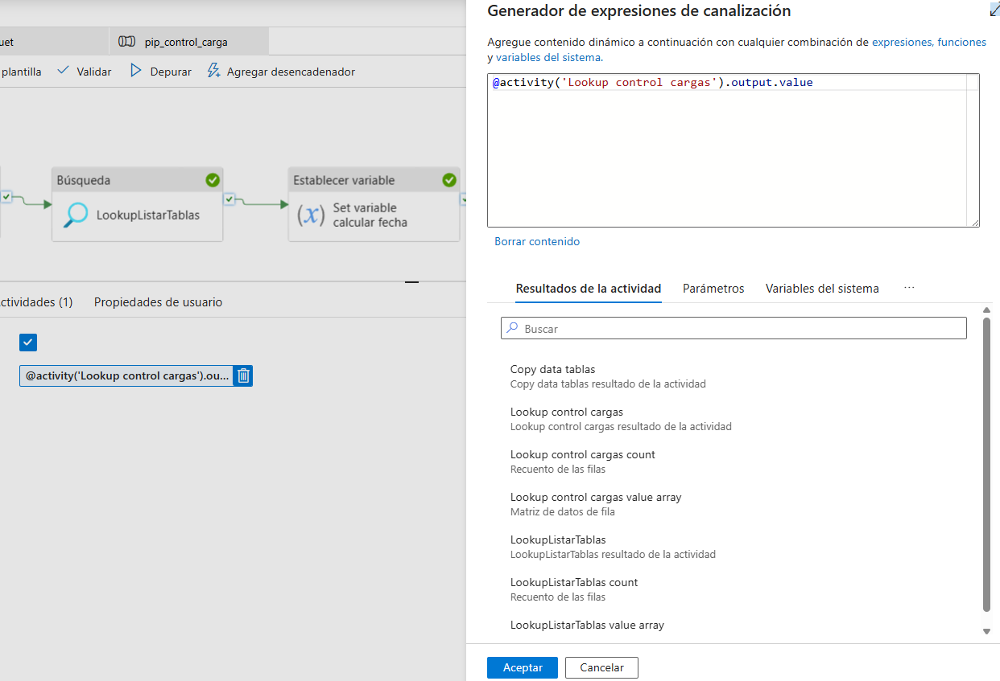 uet
pip_control_carga
plantilla
Validar
Depurar
Agregar desencadenador
Búsqueda
LookupListarTablas
Establecer variable
(x)
Set variable
calcular fecha
ctividades (1)
Propiedades de usuario
@activity('Lookup control cargas').ou...
Generador de expresiones de canalización
Agregue contenido dinámico a continuación con cualquier combinación de expresiones, funciones
y variables del sistema.
@activity('Lookup control cargas').output.value
Borrar contenido
Resultados de la actividad
Parámetros
Variables del sistema
...
Buscar
Copy data tablas
Copy data tablas resultado de la actividad
Lookup control cargas
Lookup control cargas resultado de la actividad
Lookup control cargas count
Recuento de las filas
Lookup control cargas value array
Matriz de datos de fila
LookupListarTablas
LookupListarTablas resultado de la actividad
LookupListarTablas count
Recuento de las filas
LookupListarTablas value array
Aceptar
Cancelar